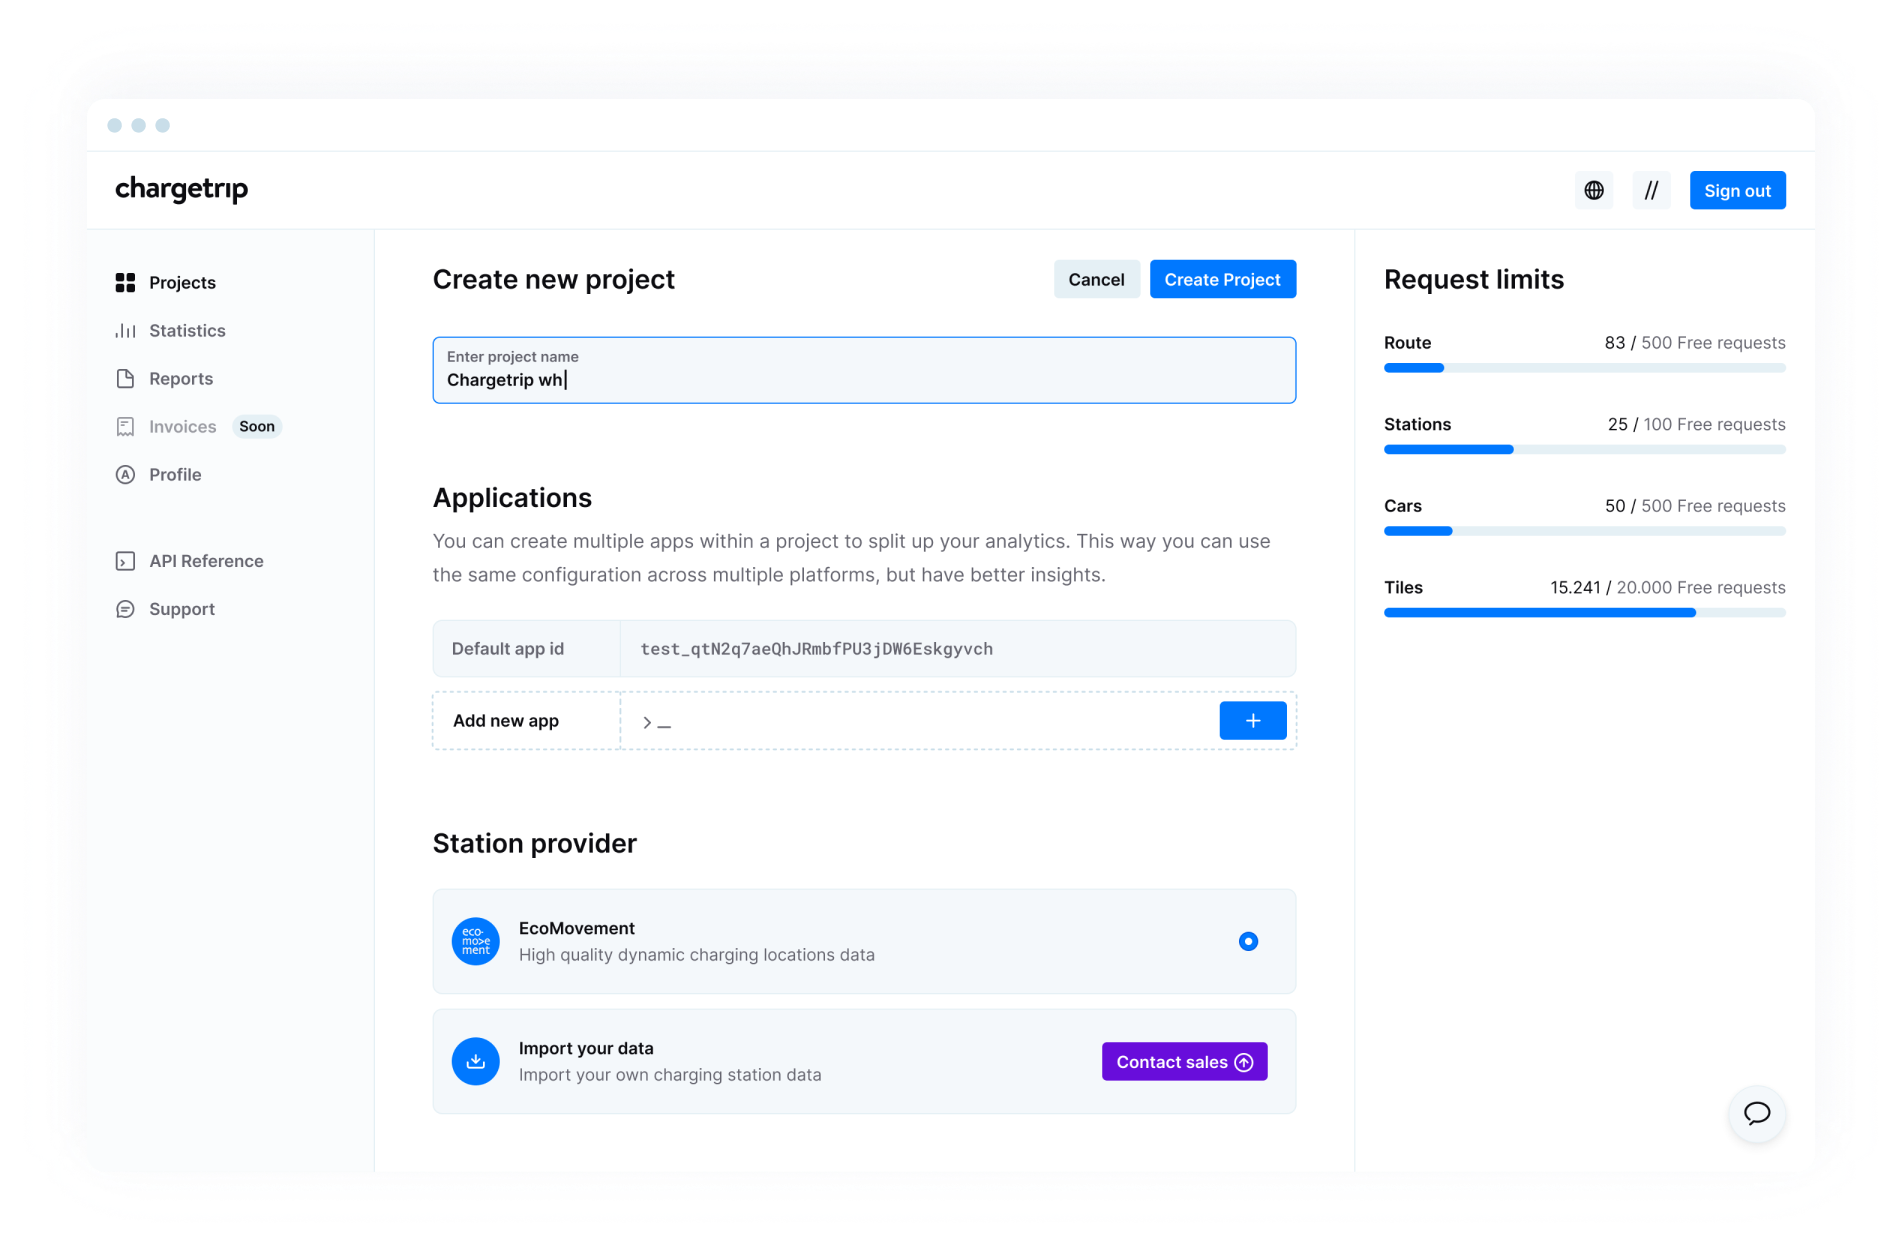 chargetrip
//
Sign out
Projects
Statistics
Reports
Invoices Soon
Profile
API Reference
Support
Create new project
Cancel
Create Project
Enter project name
Chargetrip wh
Applications
You can create multiple apps within a project to split up your analytics. This way you can use
the same configuration across multiple platforms, but have better insights.
Default app id
test_qtN2q7aeQhJRmbfPU3jDW6Eskgyvch
Add new app
>_
+
Station provider
eco-
mo>e
ment
EcoMovement
High quality dynamic charging locations data
Import your data
Import your own charging station data
Contact sales
Request limits
Route 83 / 500 Free requests
Stations 25 / 100 Free requests
Cars 50 / 500 Free requests
Tiles 15.241 / 20.000 Free requests